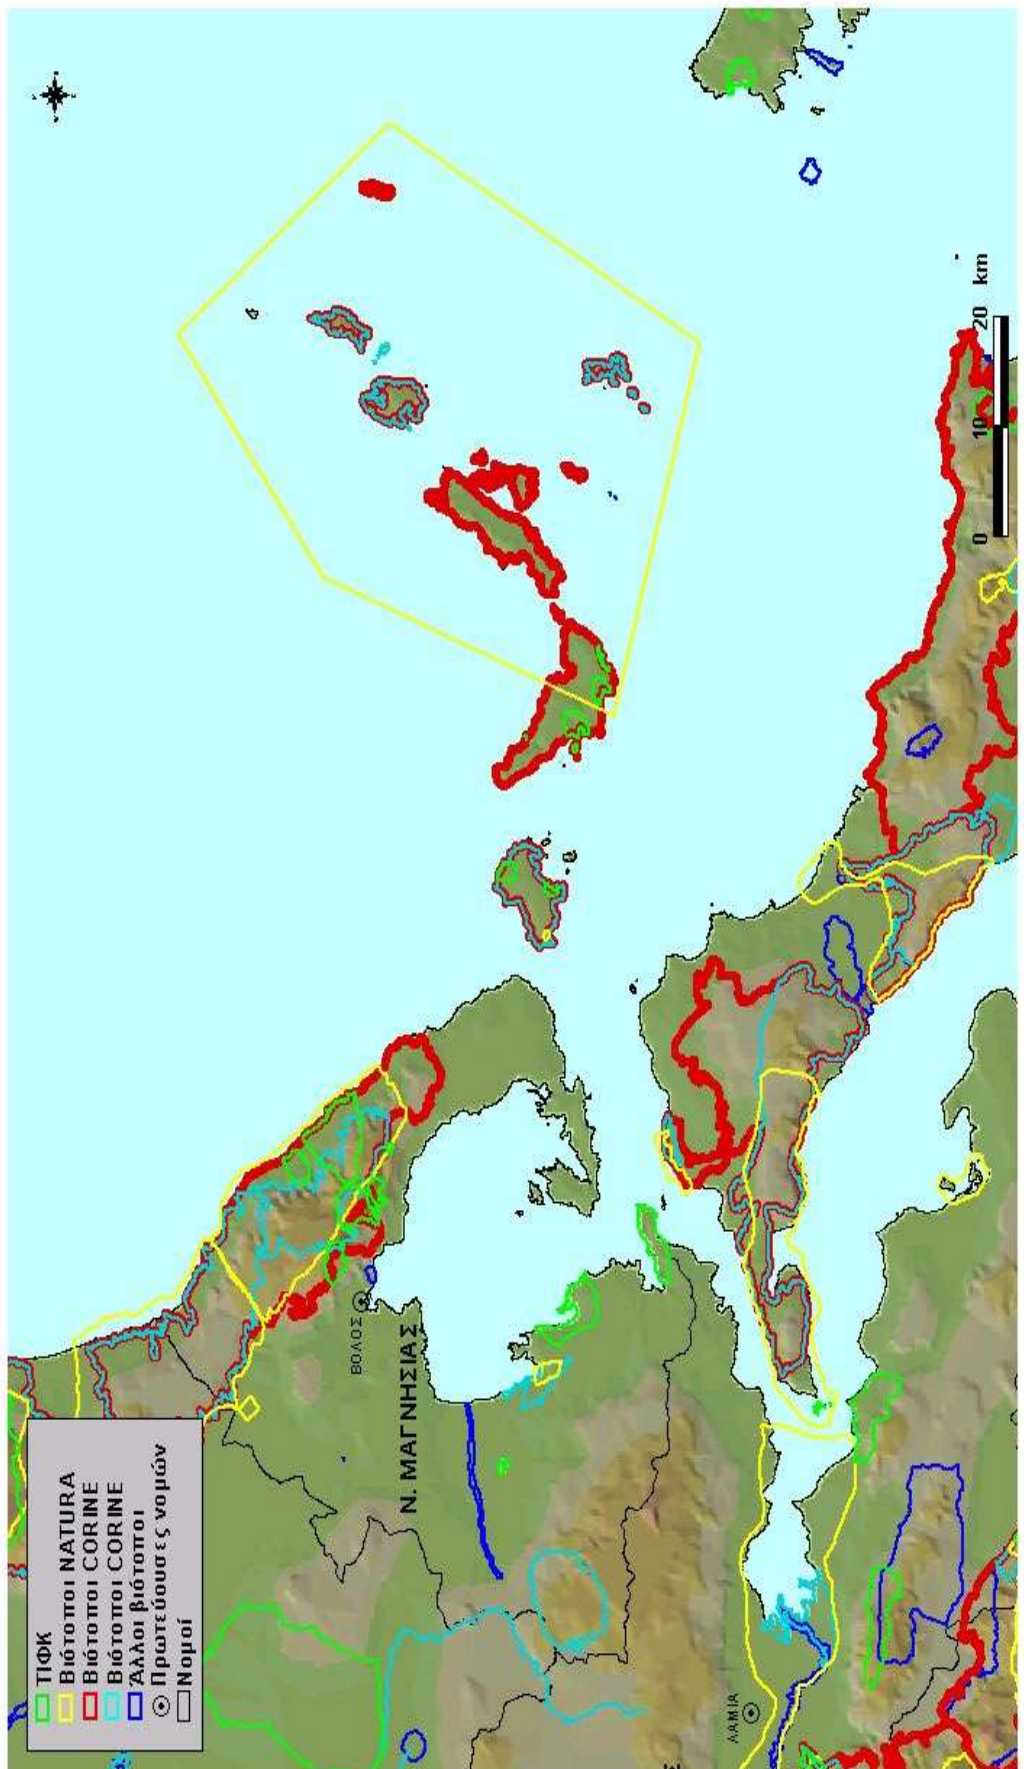 ΤΙΦΚ
Βιότοποι NATURA
Βιότοποι CORINE
Βιότοποι CORINE
Άλλοι βιότοποι
Πρωτεύουσες νομών
Νομοί
ΒΟΛΟΣ
Ν. ΜΑΓΝΗΣΙΑΣ
ΛΑΜΙΑ
0 10 20 km